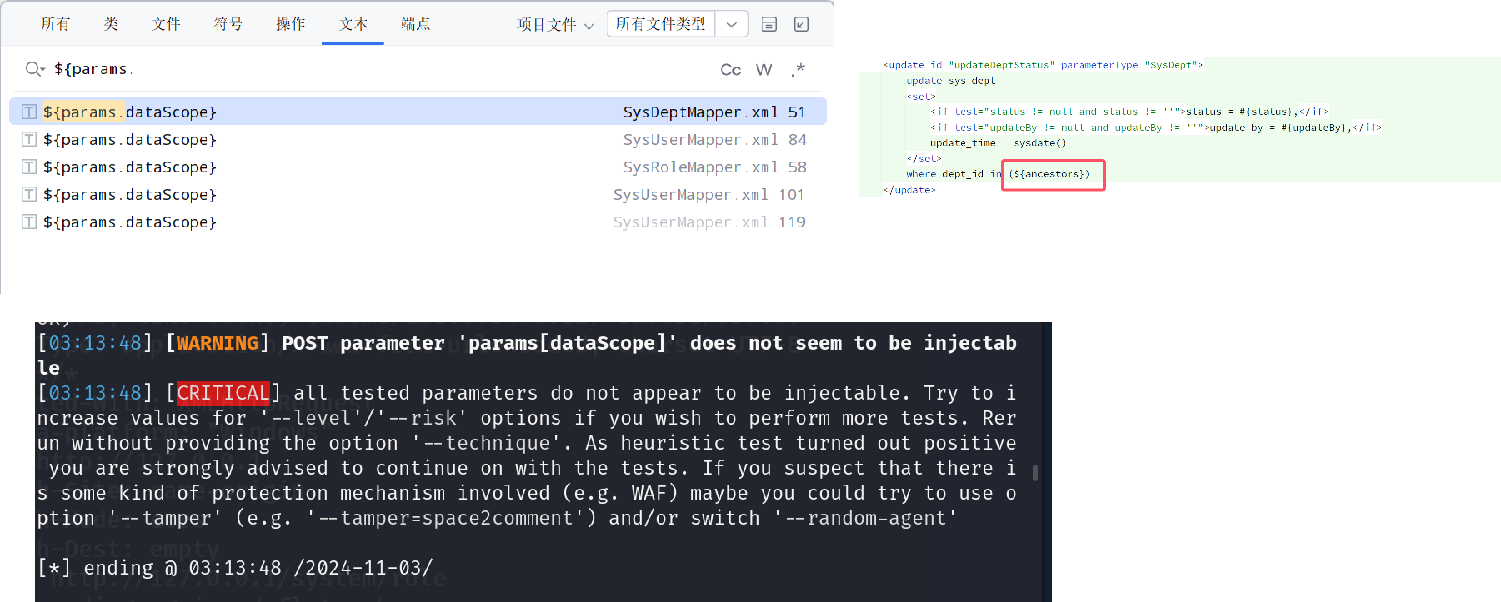 所有 类 文件 符号 操作 文本 端点 项目文件 所有文件类型
${params. Cc W .*
${params.dataScope} SysDeptMapper.xml 51
${params.dataScope} SysUserMapper.xml 84
${params.dataScope} SysRoleMapper.xml 58
${params.dataScope} SysUserMapper.xml 101
${params.dataScope} SysUserMapper.xml 119
<update id="updateDeptStatus" parameterType="SysDept">
update sys_dept
<set>
<if test="status != null and status != ''">status = #{status},</if>
<if test="updateBy != null and updateBy != ''">update_by = #{updateBy},</if>
update_time = sysdate()
</set>
where dept_id in (${ancestors})
</update>
[03:13:48] [WARNING] POST parameter 'params[dataScope]' does not seem to be injectab
le
[03:13:48] [CRITICAL] all tested parameters do not appear to be injectable. Try to i
ncrease values for '--level'/'--risk' options if you wish to perform more tests. Rer
un without providing the option '--technique'. As heuristic test turned out positive
you are strongly advised to continue on with the tests. If you suspect that there i
s some kind of protection mechanism involved (e.g. WAF) maybe you could try to use o
ption '--tamper' (e.g. '--tamper=space2comment') and/or switch '--random-agent'
[*] ending @ 03:13:48 /2024-11-03/